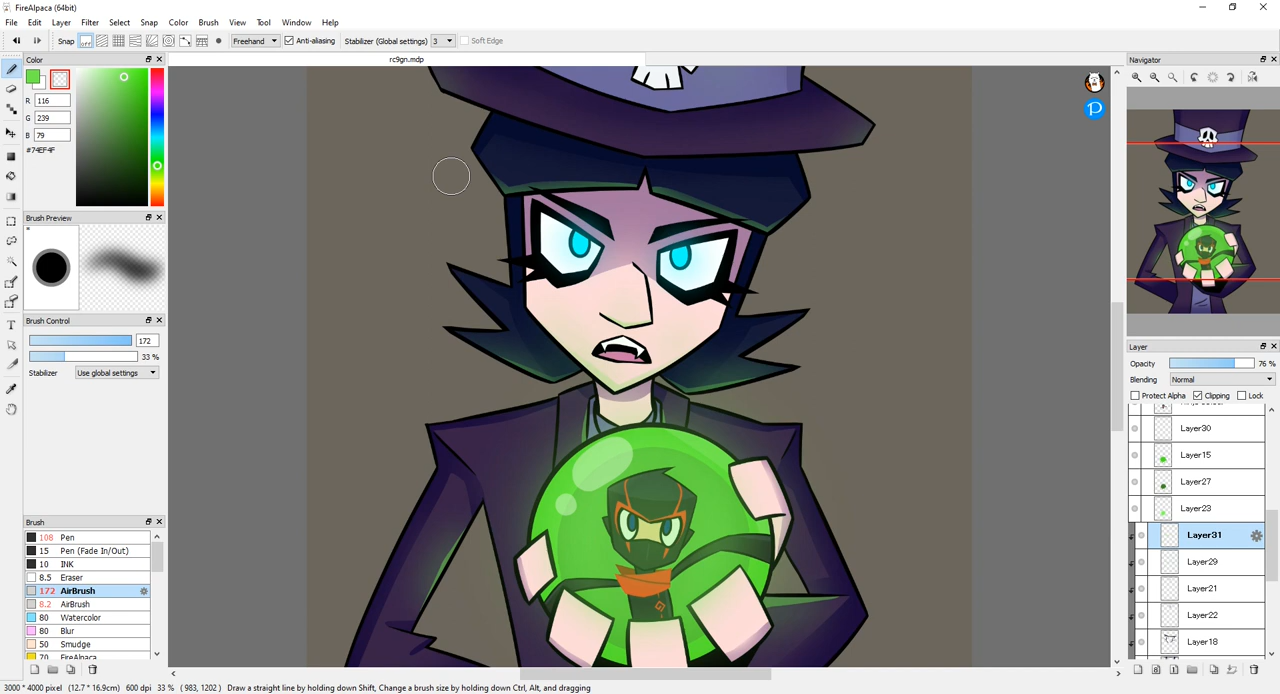 FireAlpaca (64bit)
File Edit Layer Filter Select Snap Color Brush View Tool Window Help
Snap OFF Freehand Anti-aliasing Stabilizer (Global settings) 3 Soft Edge
rc9gn.mdp
Color
R 116
G 239
B 79
#74EF4F
Brush Preview
Brush Control
172
33 %
Stabilizer Use global settings
Brush
108 Pen
15 Pen (Fade In/Out)
10 INK
8.5 Eraser
172 AirBrush
8.2 AirBrush
80 Watercolor
80 Blur
50 Smudge
70 FireAlpaca
Navigator
Layer
Opacity 76 %
Blending Normal
Protect Alpha Clipping Lock
Layer30
Layer15
Layer27
Layer23
Layer31
Layer29
Layer21
Layer22
Layer18
3000 * 4000 pixel (12.7 * 16.9cm) 600 dpi 33 % ( 983, 1202 ) Draw a straight line by holding down Shift, Change a brush size by holding down Ctrl, Alt, and dragging